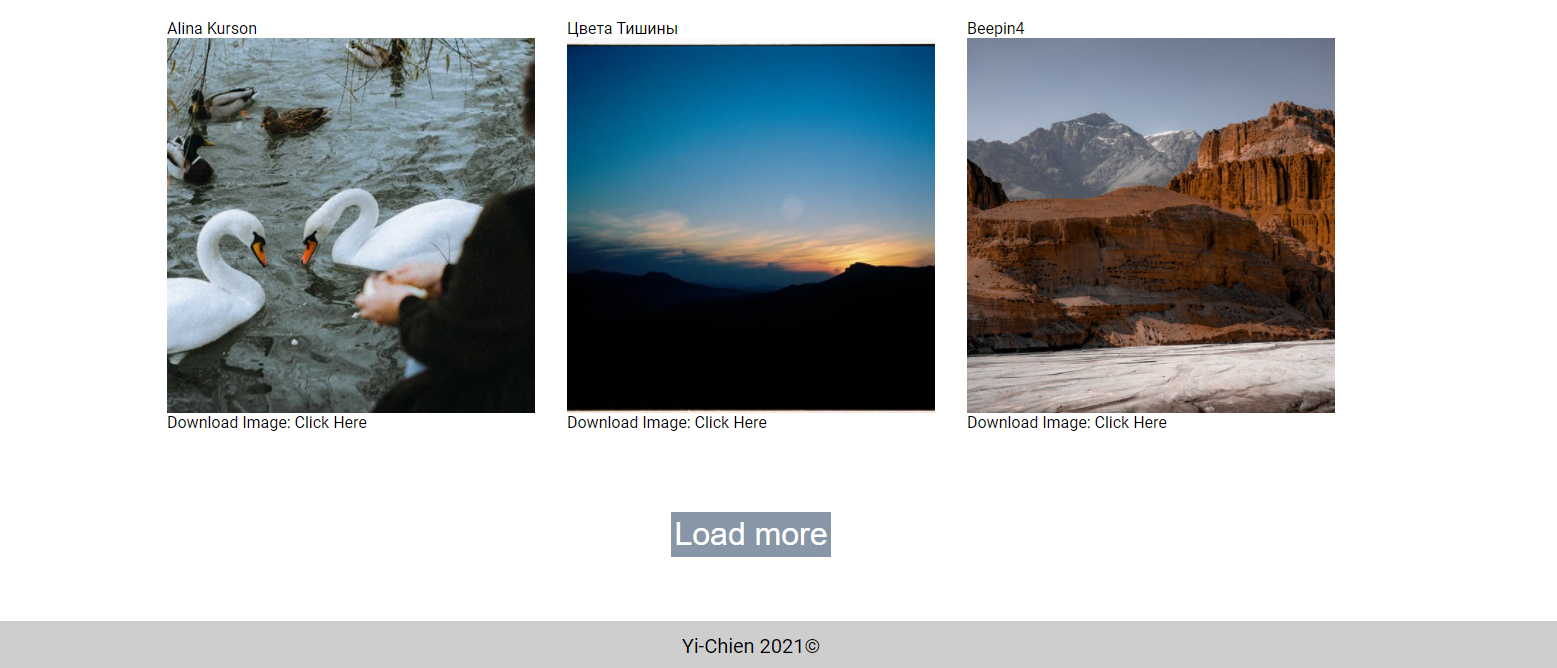 Alina Kurson
Цвета Тишины
Beepin4
Download Image: Click Here
Download Image: Click Here
Download Image: Click Here
Load more
Yi-Chien 2021©